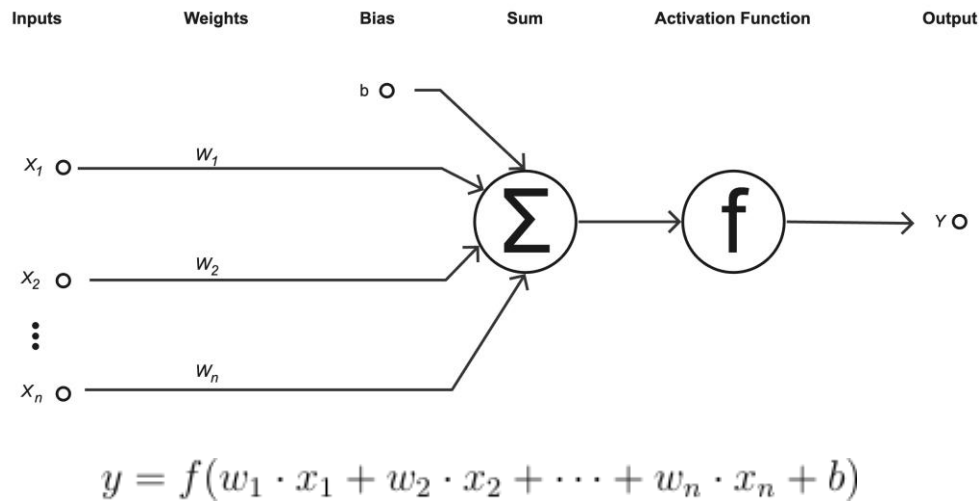 Inputs Weights Bias Sum Activation Function Output
b
X₁ W₁
Σ f Y
X₂ W₂
⋮
Xₙ Wₙ
y = f(w₁ · x₁ + w₂ · x₂ + ··· + wₙ · xₙ + b)